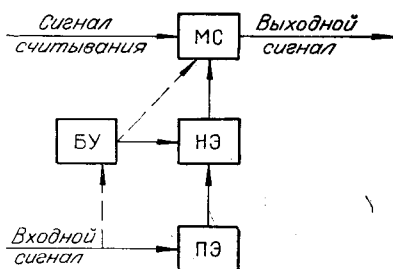 Сигнал
считывания
МС
Выходной
сигнал
БУ
НЭ
Входной
сигнал
ПЭ